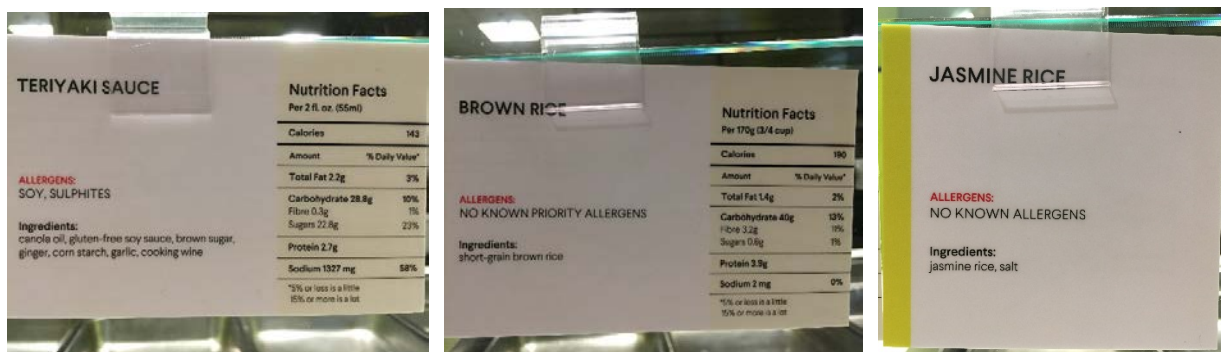 TERIYAKI SAUCE
ALLERGENS:
SOY, SULPHITES
Ingredients:
canola oil, gluten-free soy sauce, brown sugar,
ginger, corn starch, garlic, cooking wine
Nutrition Facts
Per 2 fl. oz. (55ml)
Calories 143
Amount % Daily Value*
Total Fat 2.2g 3%
Carbohydrate 28.8g 10%
Fibre 0.3g 1%
Sugars 22.8g 23%
Protein 2.7g
Sodium 1327 mg 58%
*5% or less is a little
15% or more is a lot
BROWN RICE
ALLERGENS:
NO KNOWN PRIORITY ALLERGENS
Ingredients:
short-grain brown rice
Nutrition Facts
Per 170g (3/4 cup)
Calories 190
Amount % Daily Value*
Total Fat 1.4g 2%
Carbohydrate 40g 13%
Fibre 3.2g 11%
Sugars 0.6g 1%
Protein 3.9g
Sodium 2 mg 0%
*5% or less is a little
15% or more is a lot
JASMINE RICE
ALLERGENS:
NO KNOWN ALLERGENS
Ingredients:
jasmine rice, salt